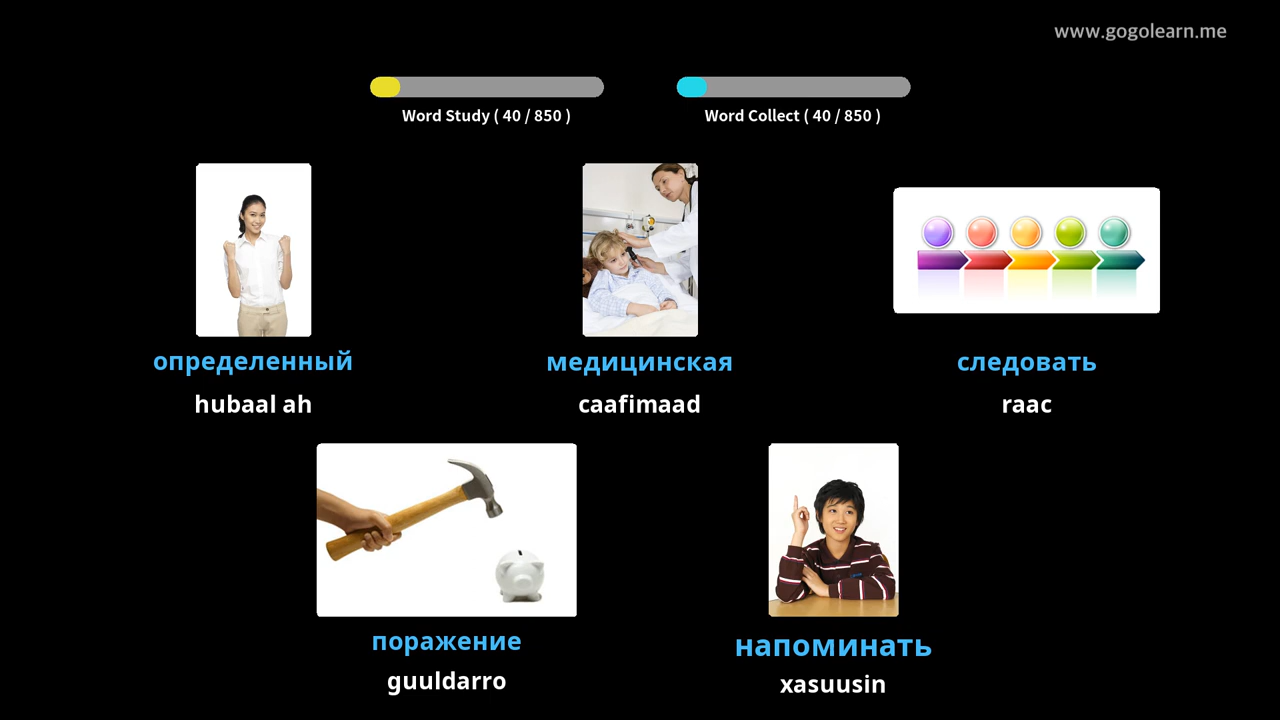 www.gogolearn.me
Word Study ( 40 / 850 )
Word Collect ( 40 / 850 )
определенный
hubaal ah
медицинская
caafimaad
следовать
raac
поражение
guuldarro
напоминать
xasuusin